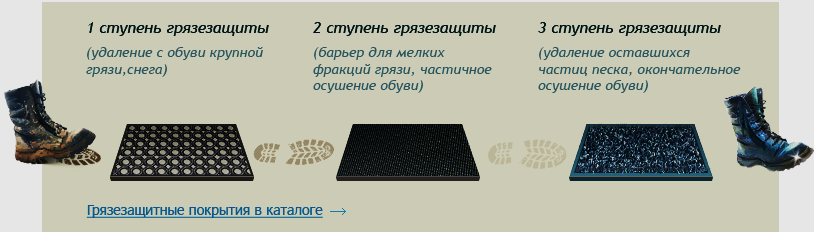 1 ступень грязезащиты
(удаление с обуви крупной
грязи,снега)
2 ступень грязезащиты
(барьер для мелких
фракций грязи, частичное
осушение обуви)
3 ступень грязезащиты
(удаление оставшихся
частиц песка, окончательное
осушение обуви)
Грязезащитные покрытия в каталоге →